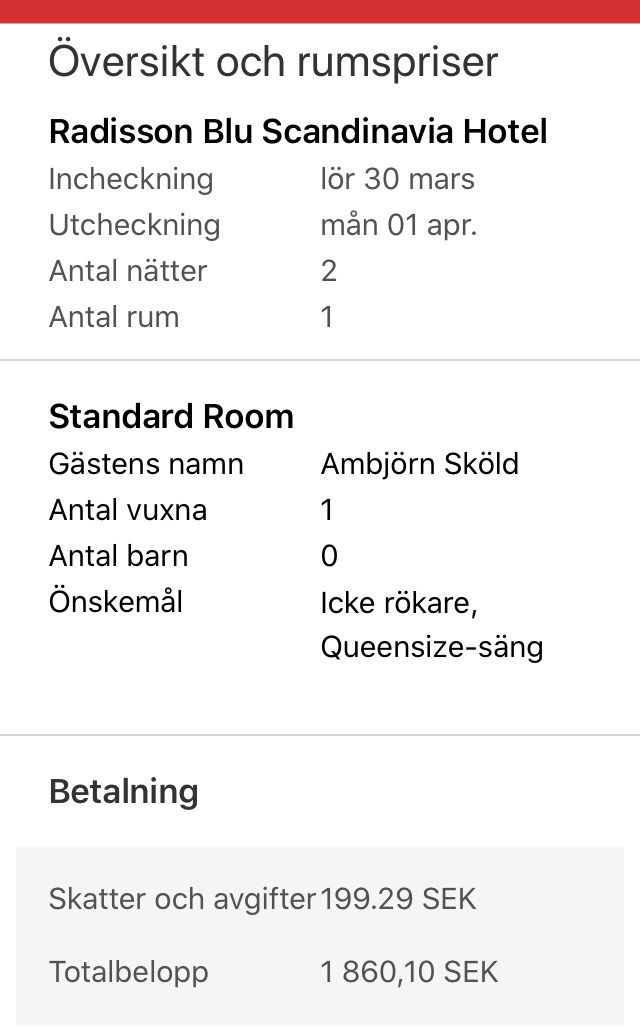 Översikt och rumspriser
Radisson Blu Scandinavia Hotel
Incheckning lör 30 mars
Utcheckning mån 01 apr.
Antal nätter 2
Antal rum 1
Standard Room
Gästens namn Ambjörn Sköld
Antal vuxna 1
Antal barn 0
Önskemål Icke rökare,
Queensize-säng
Betalning
Skatter och avgifter 199.29 SEK
Totalbelopp 1 860,10 SEK